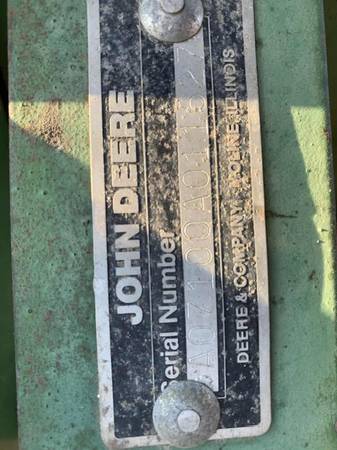 JOHN DEERE
Serial Number
DEERE & COMPANY MOLINE, ILLINOIS